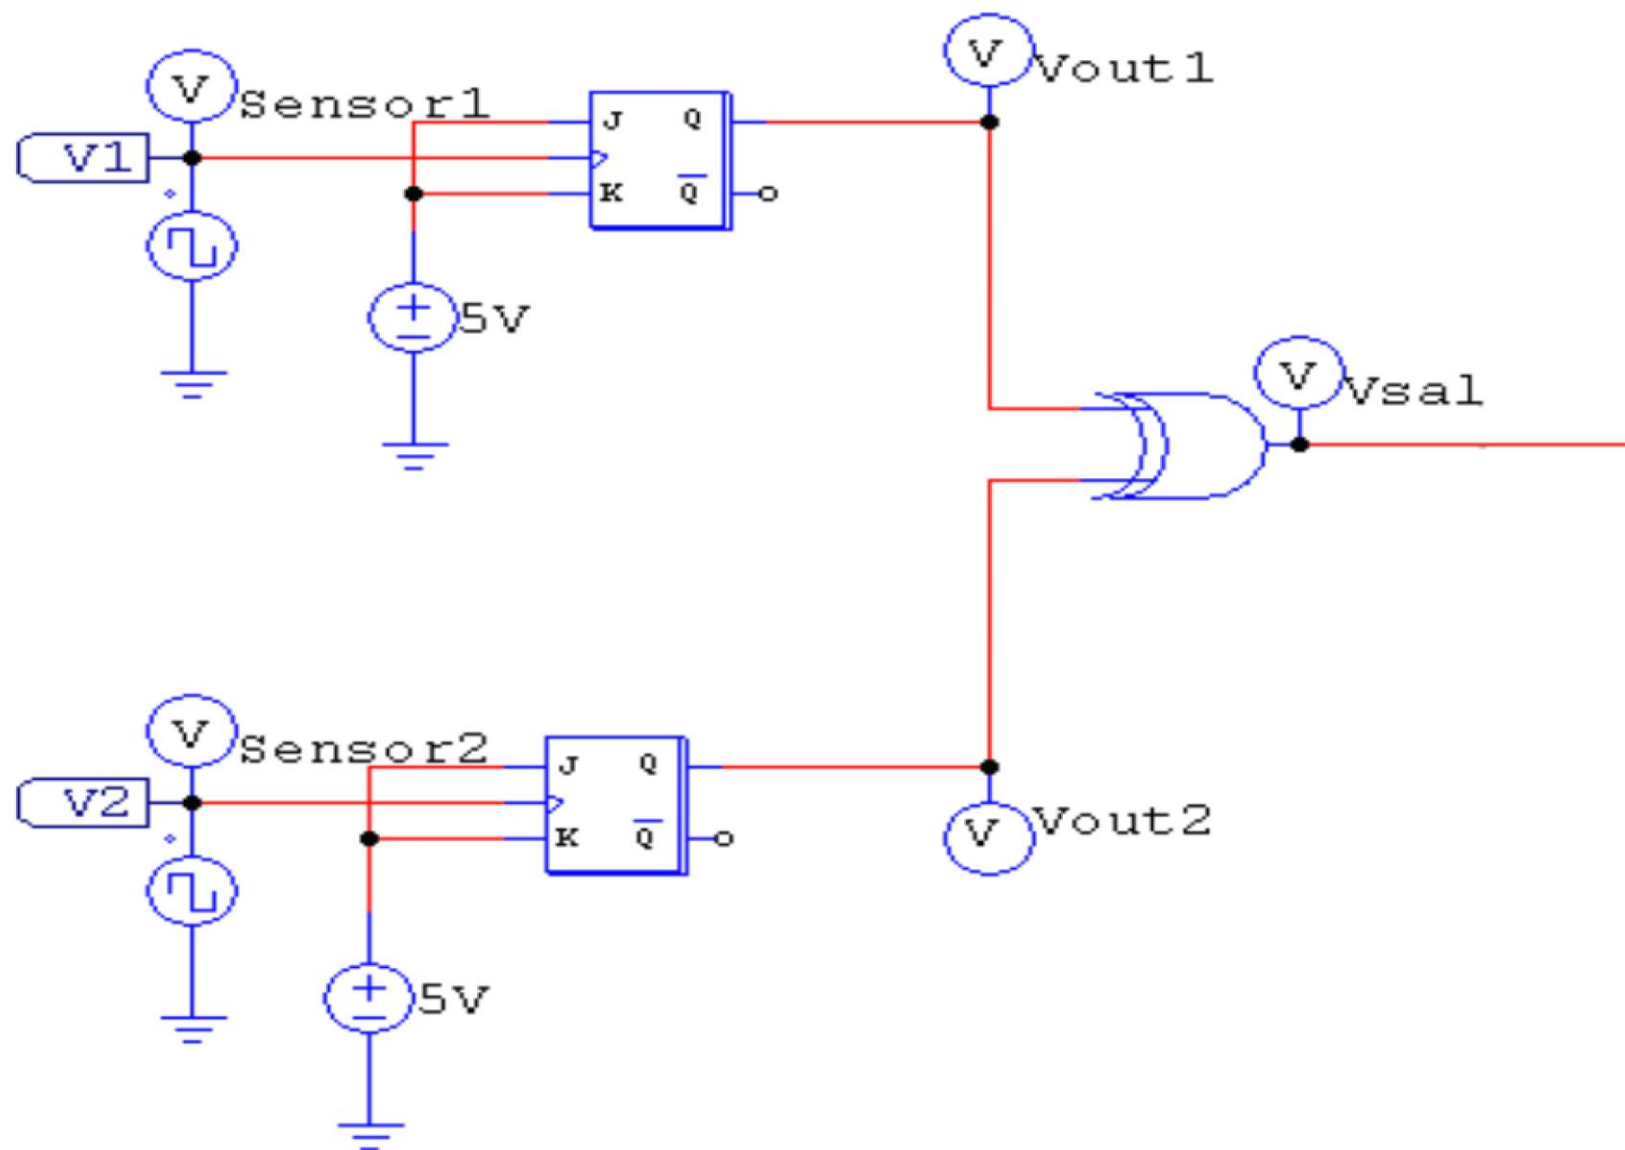 V Vout1
V Sensor1
V1
J Q
K Q
5V
V Vsal
V Sensor2
V2
J Q
K Q
V Vout2
5V